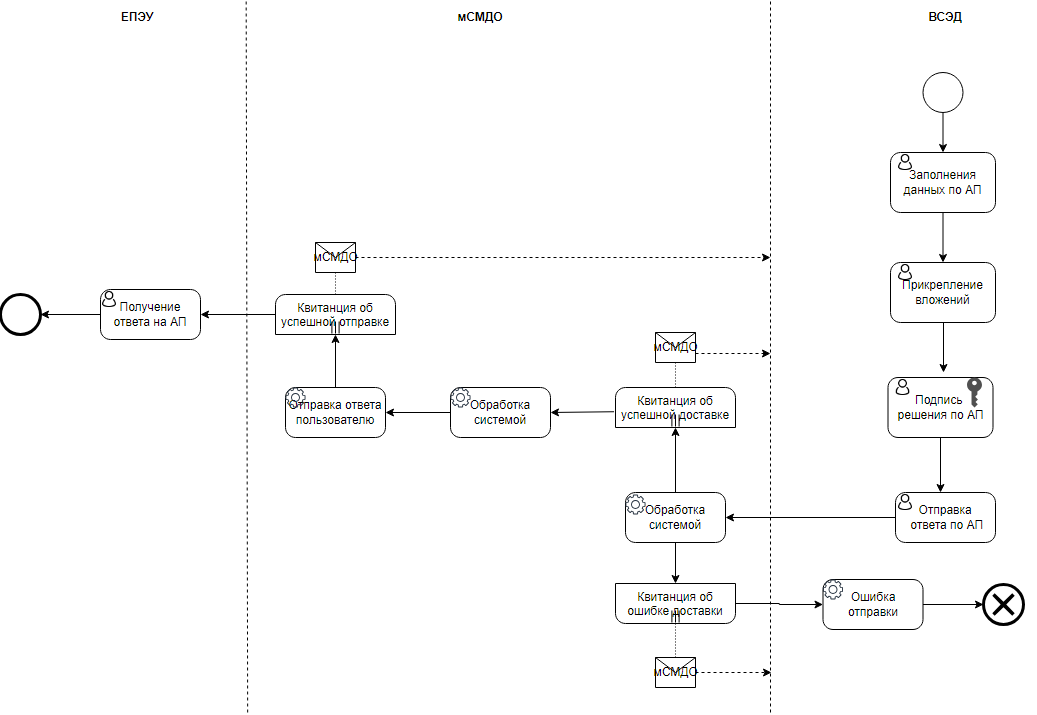 ЕПЭУ
мСМДО
ВСЭД
Заполнения
данных по АП
мСМДО
Прикрепление
вложений
Получение
ответа на АП
Квитанция об
успешной отправке
мСМДО
Отправка ответа
пользователю
Обработка
системой
Квитанция об
успешной доставке
Подпись
решения по АП
Обработка
системой
Отправка
ответа по АП
Квитанция об
ошибке доставки
Ошибка
отправки
мСМДО